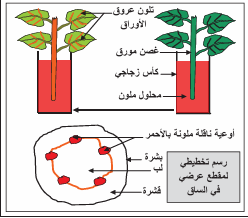 تلون عروق
الأوراق
غصن مورق
كأس زجاجي
محلول ملون
أوعية ناقلة ملونة بالأحمر
بشرة
لب
قشرة
رسم تخطيطي
لمقطع عرضي
في الساق